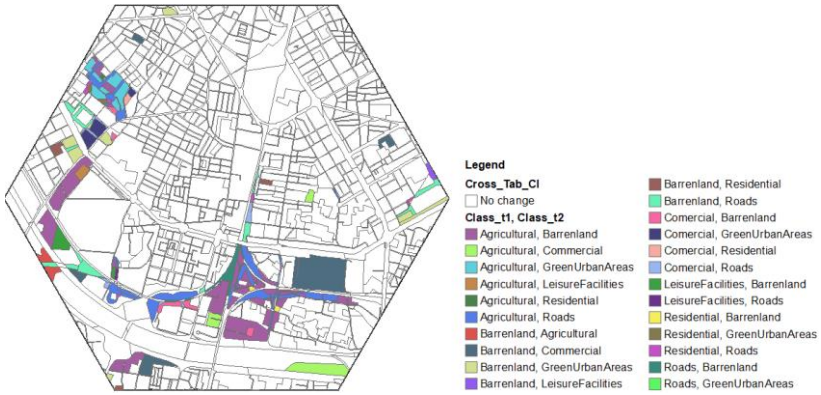 Legend
Cross_Tab_Cl
No change
Class_t1, Class_t2
Agricultural, Barrenland
Agricultural, Commercial
Agricultural, GreenUrbanAreas
Agricultural, LeisureFacilities
Agricultural, Residential
Agricultural, Roads
Barrenland, Agricultural
Barrenland, Commercial
Barrenland, GreenUrbanAreas
Barrenland, LeisureFacilities
Barrenland, Residential
Barrenland, Roads
Comercial, Barrenland
Comercial, GreenUrbanAreas
Comercial, Residential
Comercial, Roads
LeisureFacilities, Barrenland
LeisureFacilities, Roads
Residential, Barrenland
Residential, GreenUrbanAreas
Residential, Roads
Roads, Barrenland
Roads, GreenUrbanAreas